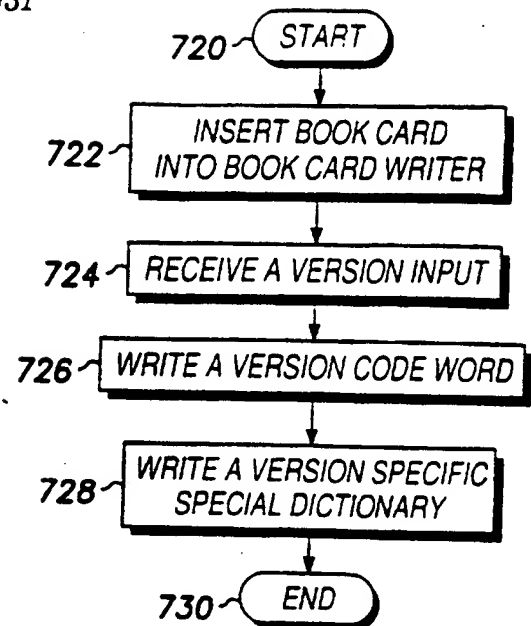 720 START
722 INSERT BOOK CARD
INTO BOOK CARD WRITER
724 RECEIVE A VERSION INPUT
726 WRITE A VERSION CODE WORD
728 WRITE A VERSION SPECIFIC
SPECIAL DICTIONARY
730 END